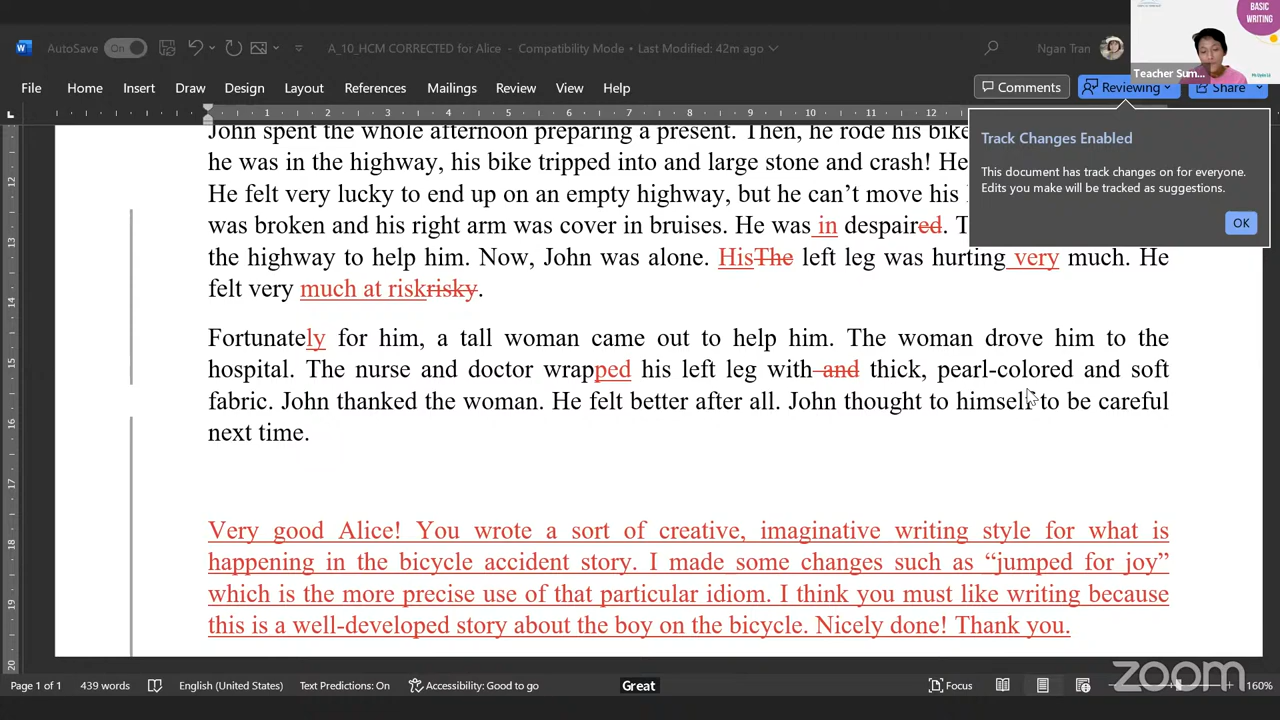 AutoSave On A_10_HCM CORRECTED for Alice - Compatibility Mode • Last Modified: 42m ago Ngan Tran
BASIC
WRITING
Teacher Sum...
File Home Insert Draw Design Layout References Mailings Review View Help Comments Reviewing Share
9 10 11 12
John spent the whole afternoon preparing a present. Then, he rode his bike
he was in the highway, his bike tripped into and large stone and crash! He
He felt very lucky to end up on an empty highway, but he can’t move his
was broken and his right arm was cover in bruises. He was in despaired. T
the highway to help him. Now, John was alone. HisThe left leg was hurting very much. He
felt very much at riskrisky.
Track Changes Enabled
This document has track changes on for everyone.
Edits you make will be tracked as suggestions.
OK
Fortunately for him, a tall woman came out to help him. The woman drove him to the
hospital. The nurse and doctor wrapped his left leg with and thick, pearl-colored and soft
fabric. John thanked the woman. He felt better after all. John thought to himself to be careful
next time.
Very good Alice! You wrote a sort of creative, imaginative writing style for what is
happening in the bicycle accident story. I made some changes such as “jumped for joy”
which is the more precise use of that particular idiom. I think you must like writing because
this is a well-developed story about the boy on the bicycle. Nicely done! Thank you.
Page 1 of 1 439 words English (United States) Text Predictions: On Accessibility: Good to go Great Focus 160%
zoom